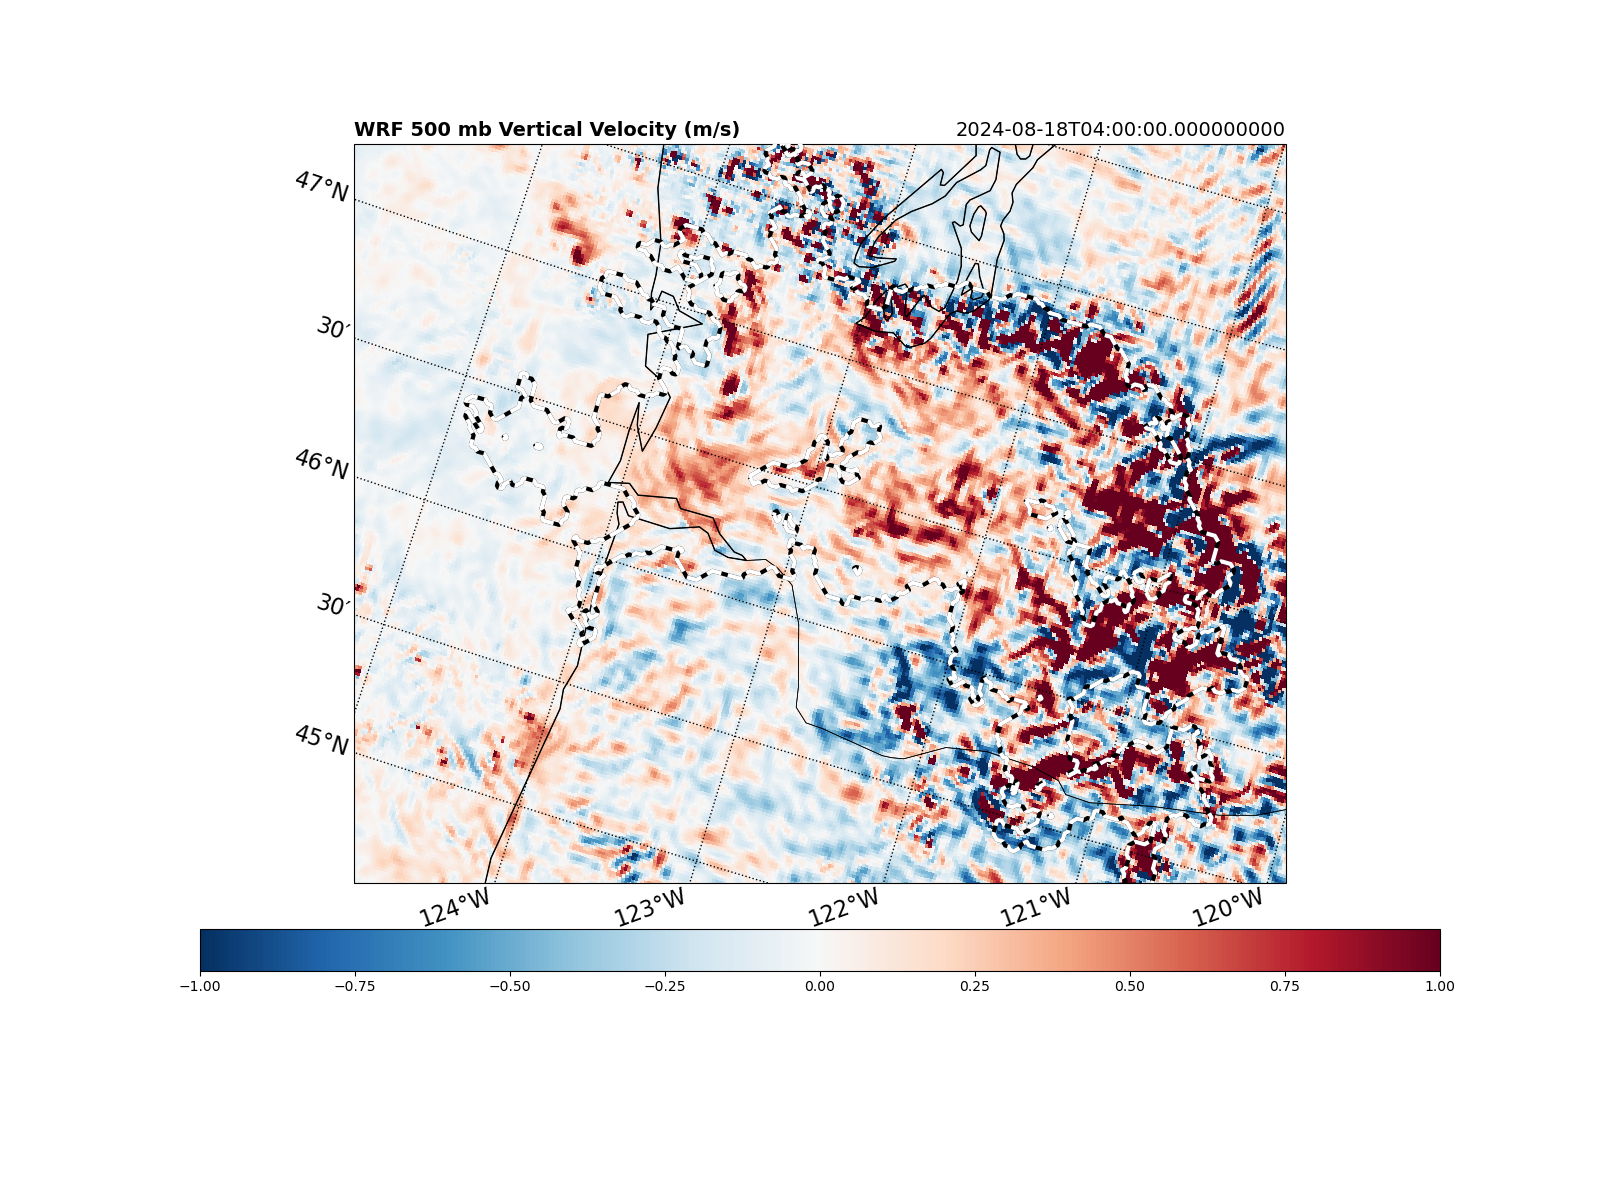 WRF 500 mb Vertical Velocity (m/s)
2024-08-18T04:00:00.000000000
47°N
30′
46°N
30′
45°N
124°W
123°W
122°W
121°W
120°W
−1.00
−0.75
−0.50
−0.25
0.00
0.25
0.50
0.75
1.00